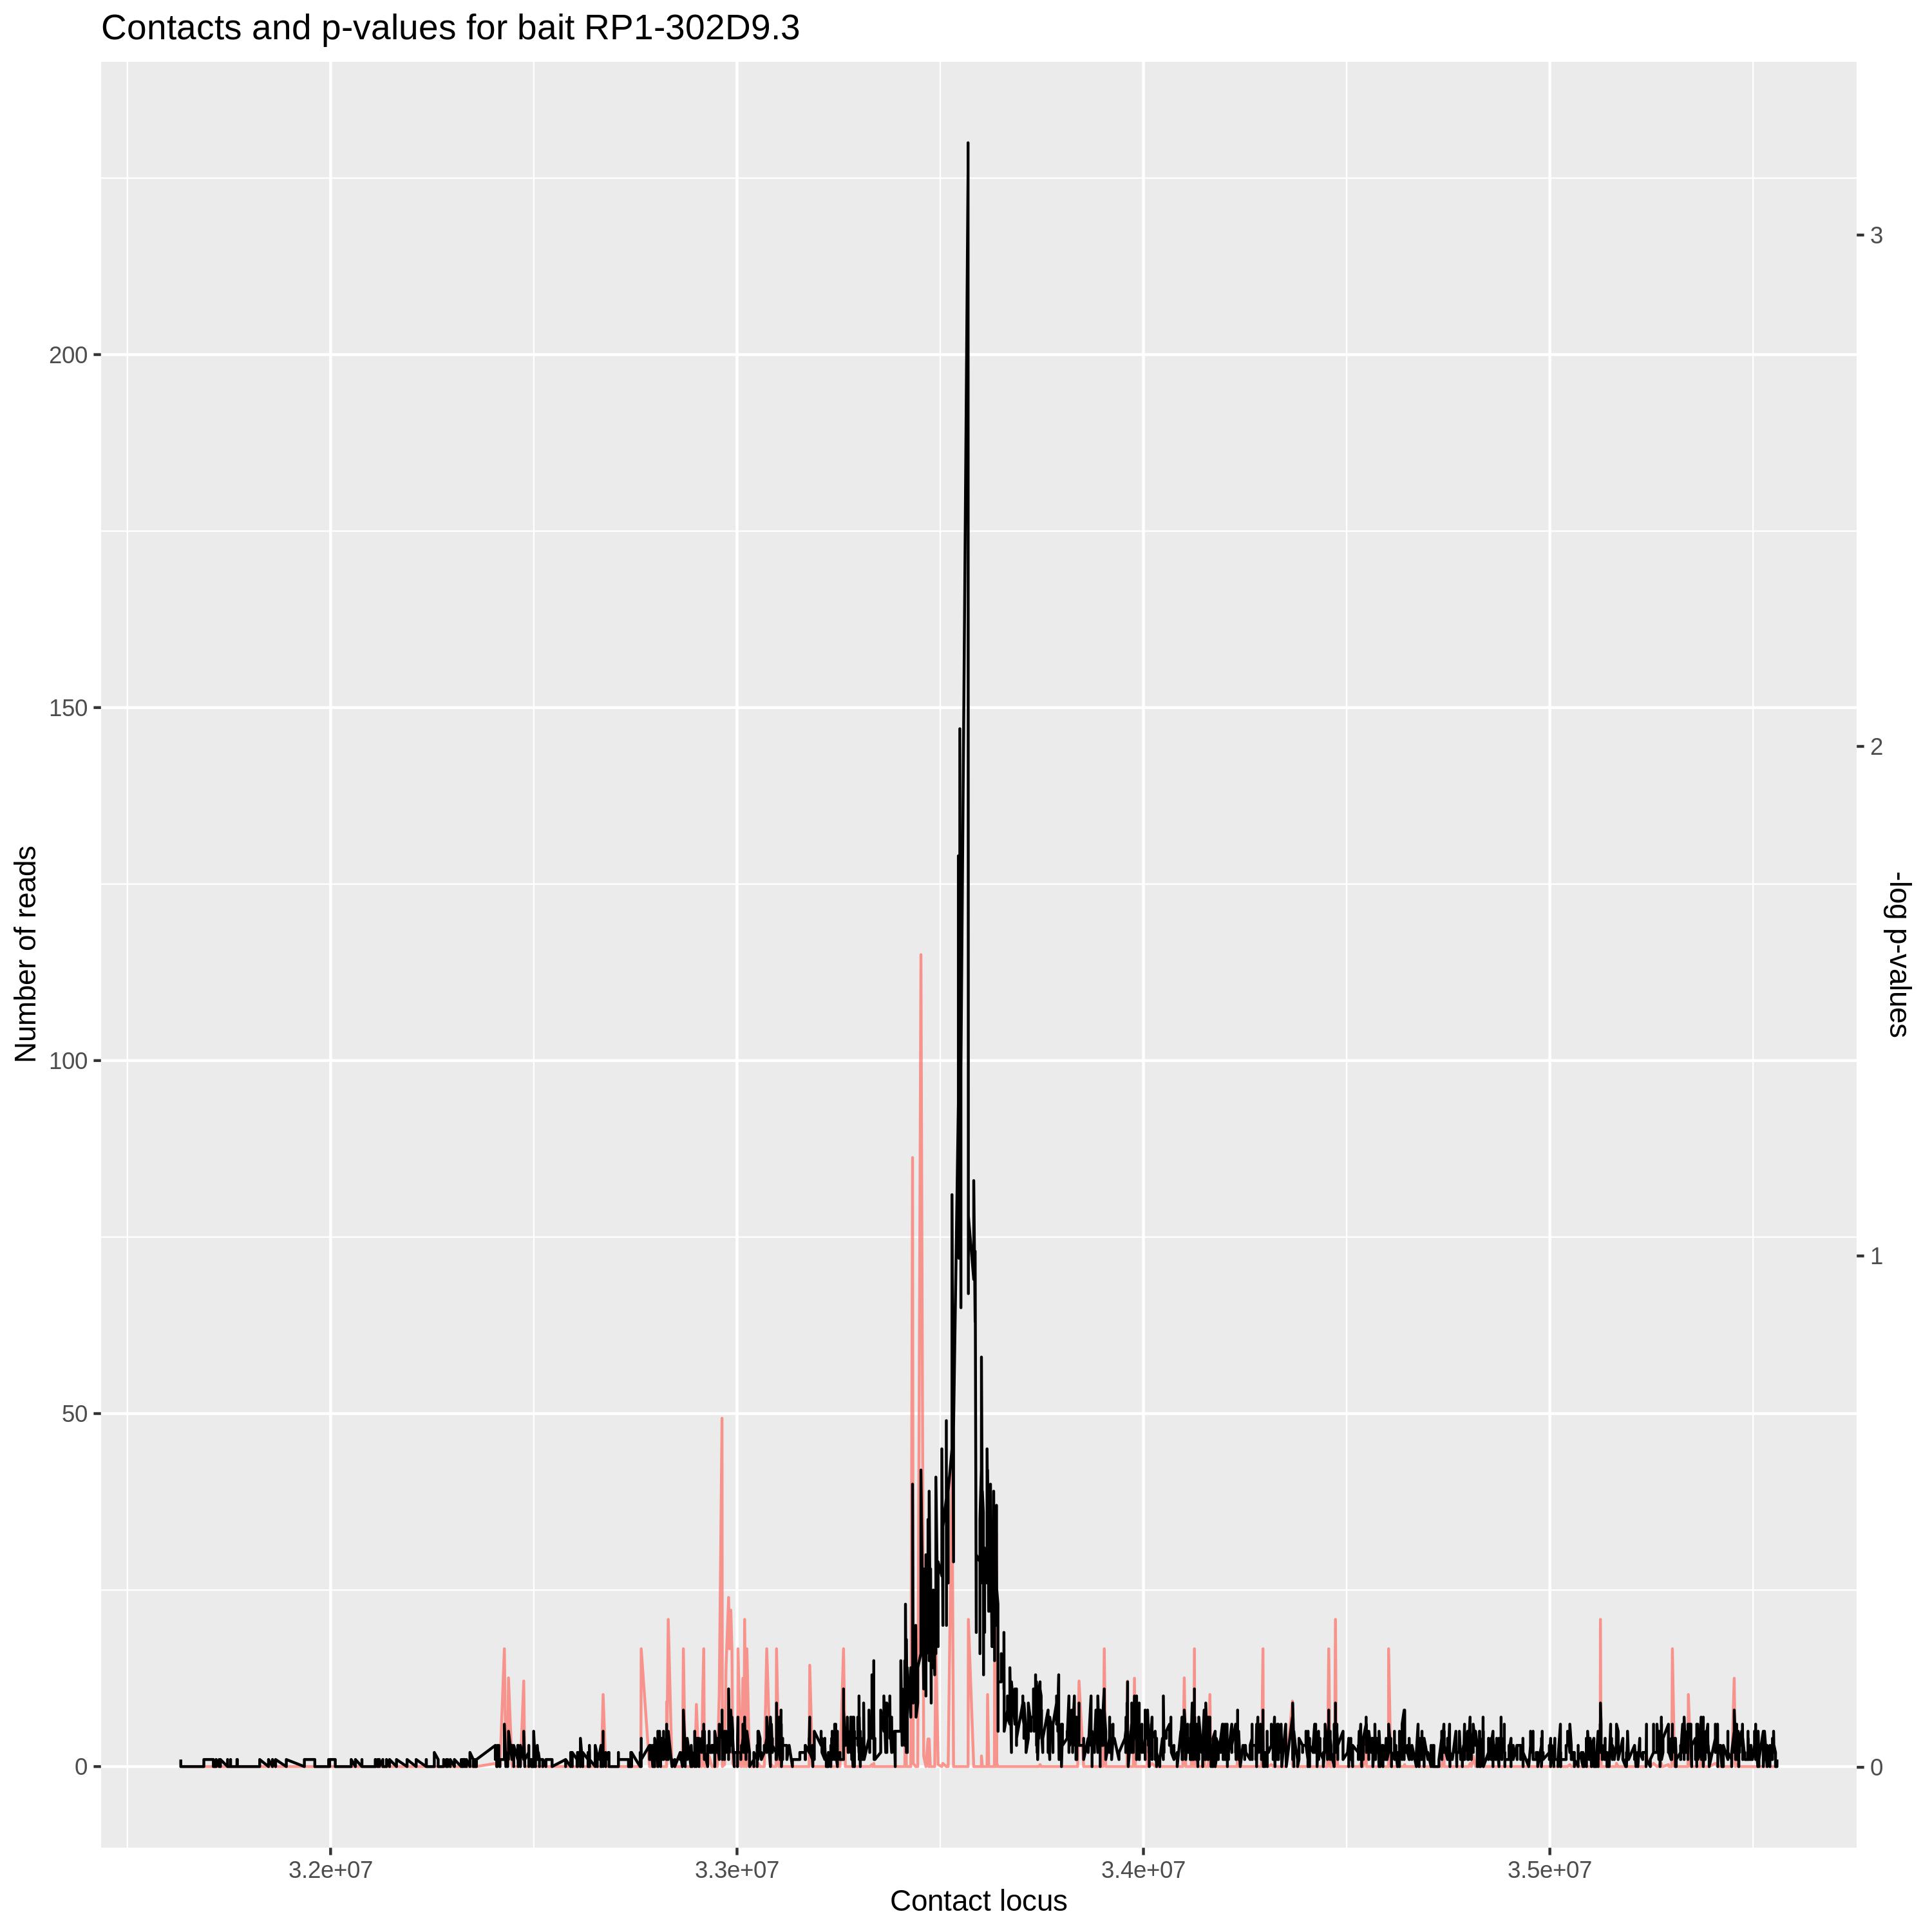 Contacts and p-values for bait RP1-302D9.3
Number of reads
200
150
100
50
0
3
2
1
0
-log p-values
3.2e+07
3.3e+07
3.4e+07
3.5e+07
Contact locus